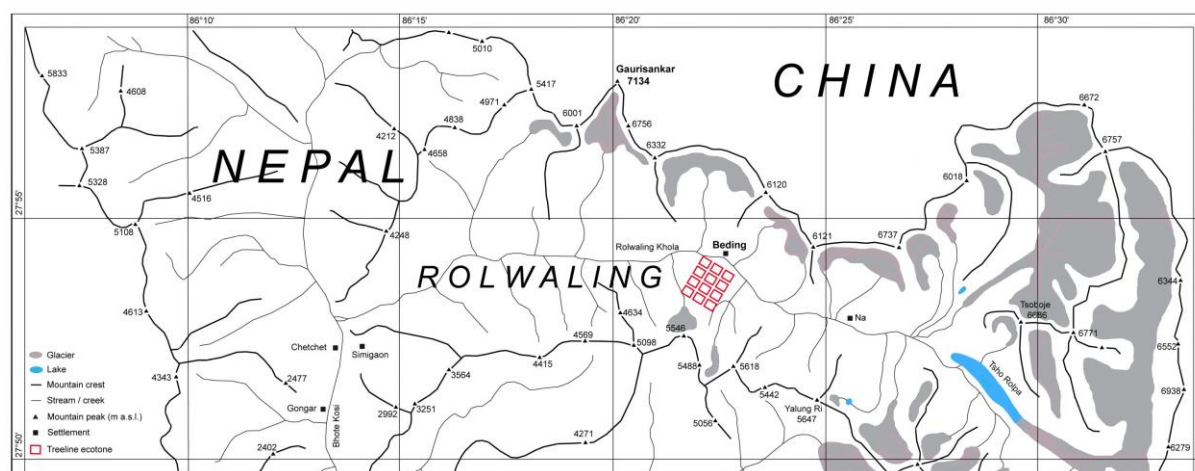 86°10'
86°15'
86°20'
86°25'
86°30'
5010
5833
4608
5417
Gaurisankar
7134
CHINA
4971
6672
4838
6001
6756
4212
5387
4658
6332
6757
NEPAL
5328
4516
6120
6018
27°55'
5108
4248
6121
6737
Rolwaling Khola
Beding
ROLWALING
6344
4613
4634
Tsoboje
6686
Na
5546
4569
6771
Chetchet
Simigaon
5098
6552
Glacier
Lake
Mountain crest
Stream / creek
Mountain peak (m a.s.l.)
Settlement
Treeline ecotone
4343
2477
3564
4415
5488
5618
Tsho Rolpa
5442
6938
Gongar
2992
3251
Yalung Ri
5647
Bhote Kosi
5056
2402
4271
6279
27°50'